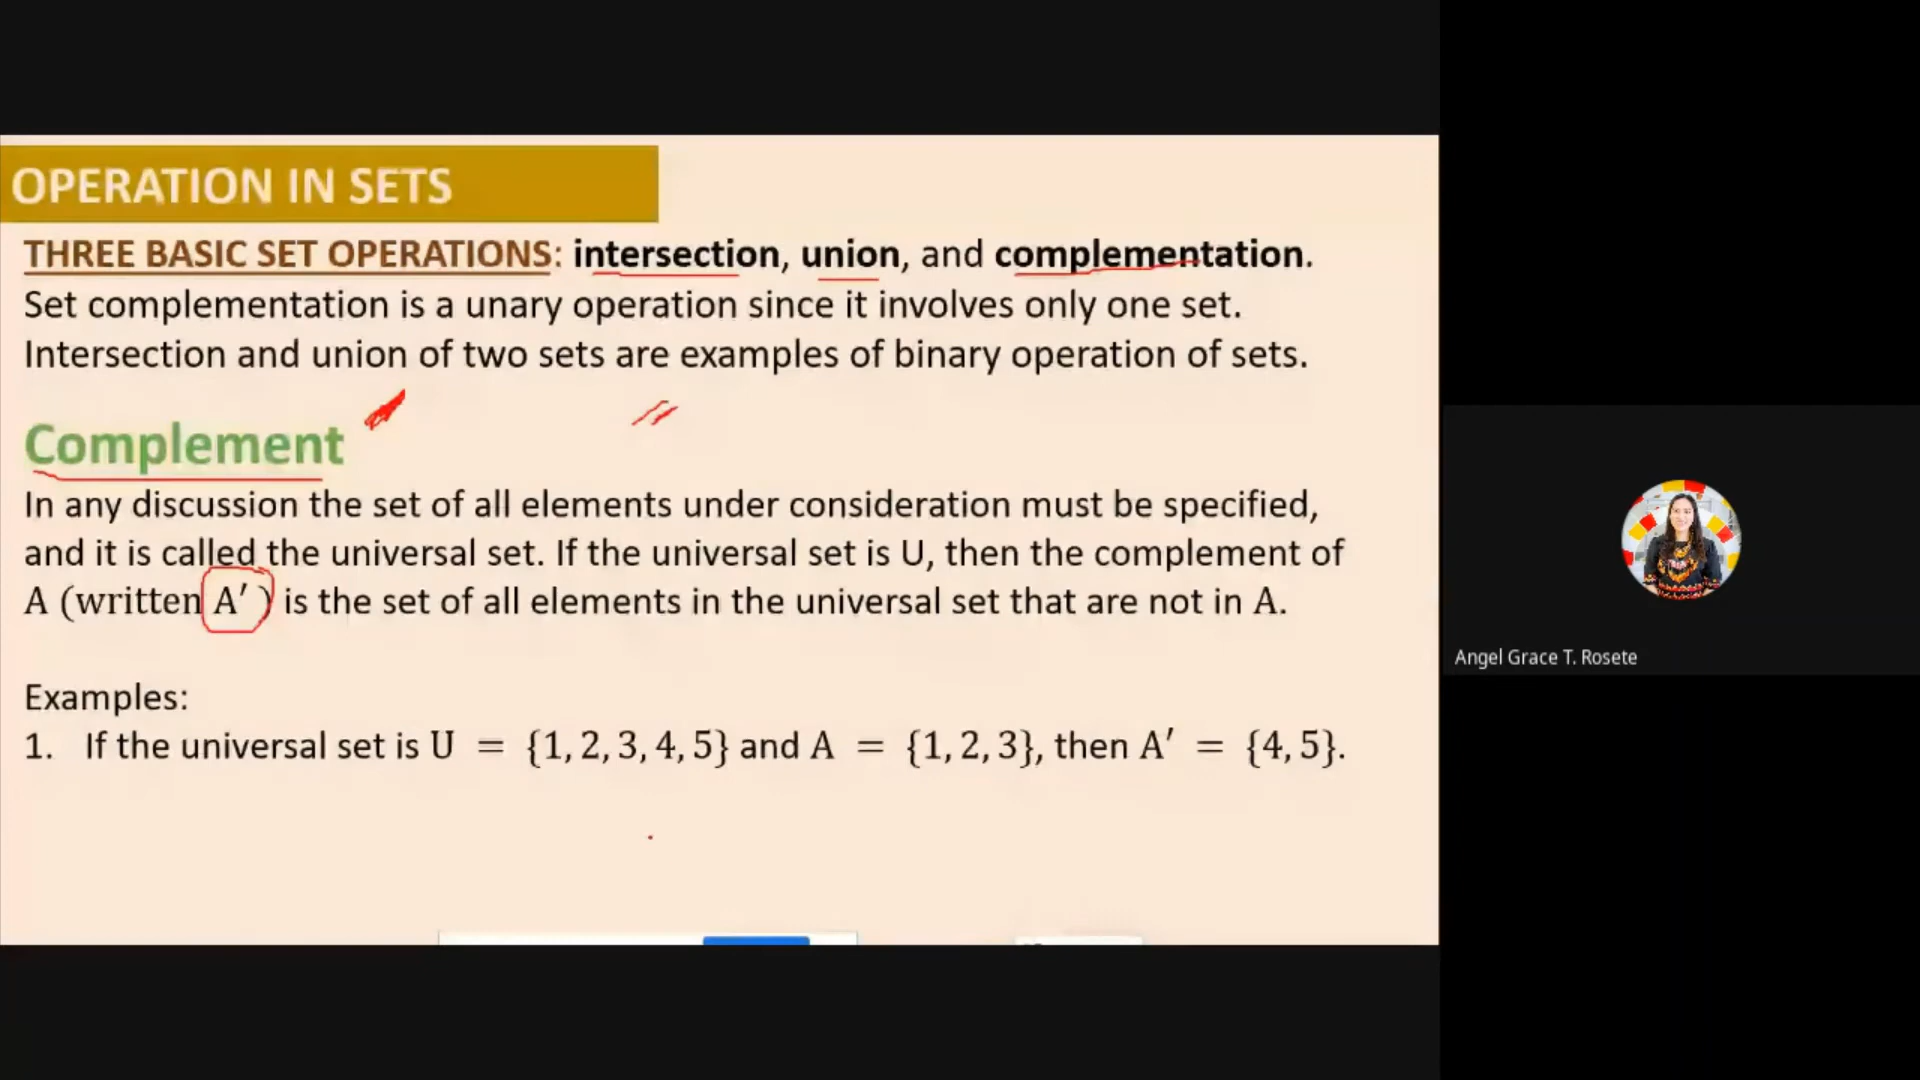 OPERATION IN SETS
THREE BASIC SET OPERATIONS: intersection, union, and complementation.
Set complementation is a unary operation since it involves only one set.
Intersection and union of two sets are examples of binary operation of sets.
Complement
In any discussion the set of all elements under consideration must be specified,
and it is called the universal set. If the universal set is U, then the complement of
A (written A′ ) is the set of all elements in the universal set that are not in A.
Examples:
1. If the universal set is U = {1, 2, 3, 4, 5} and A = {1, 2, 3}, then A′ = {4, 5}.
Angel Grace T. Rosete